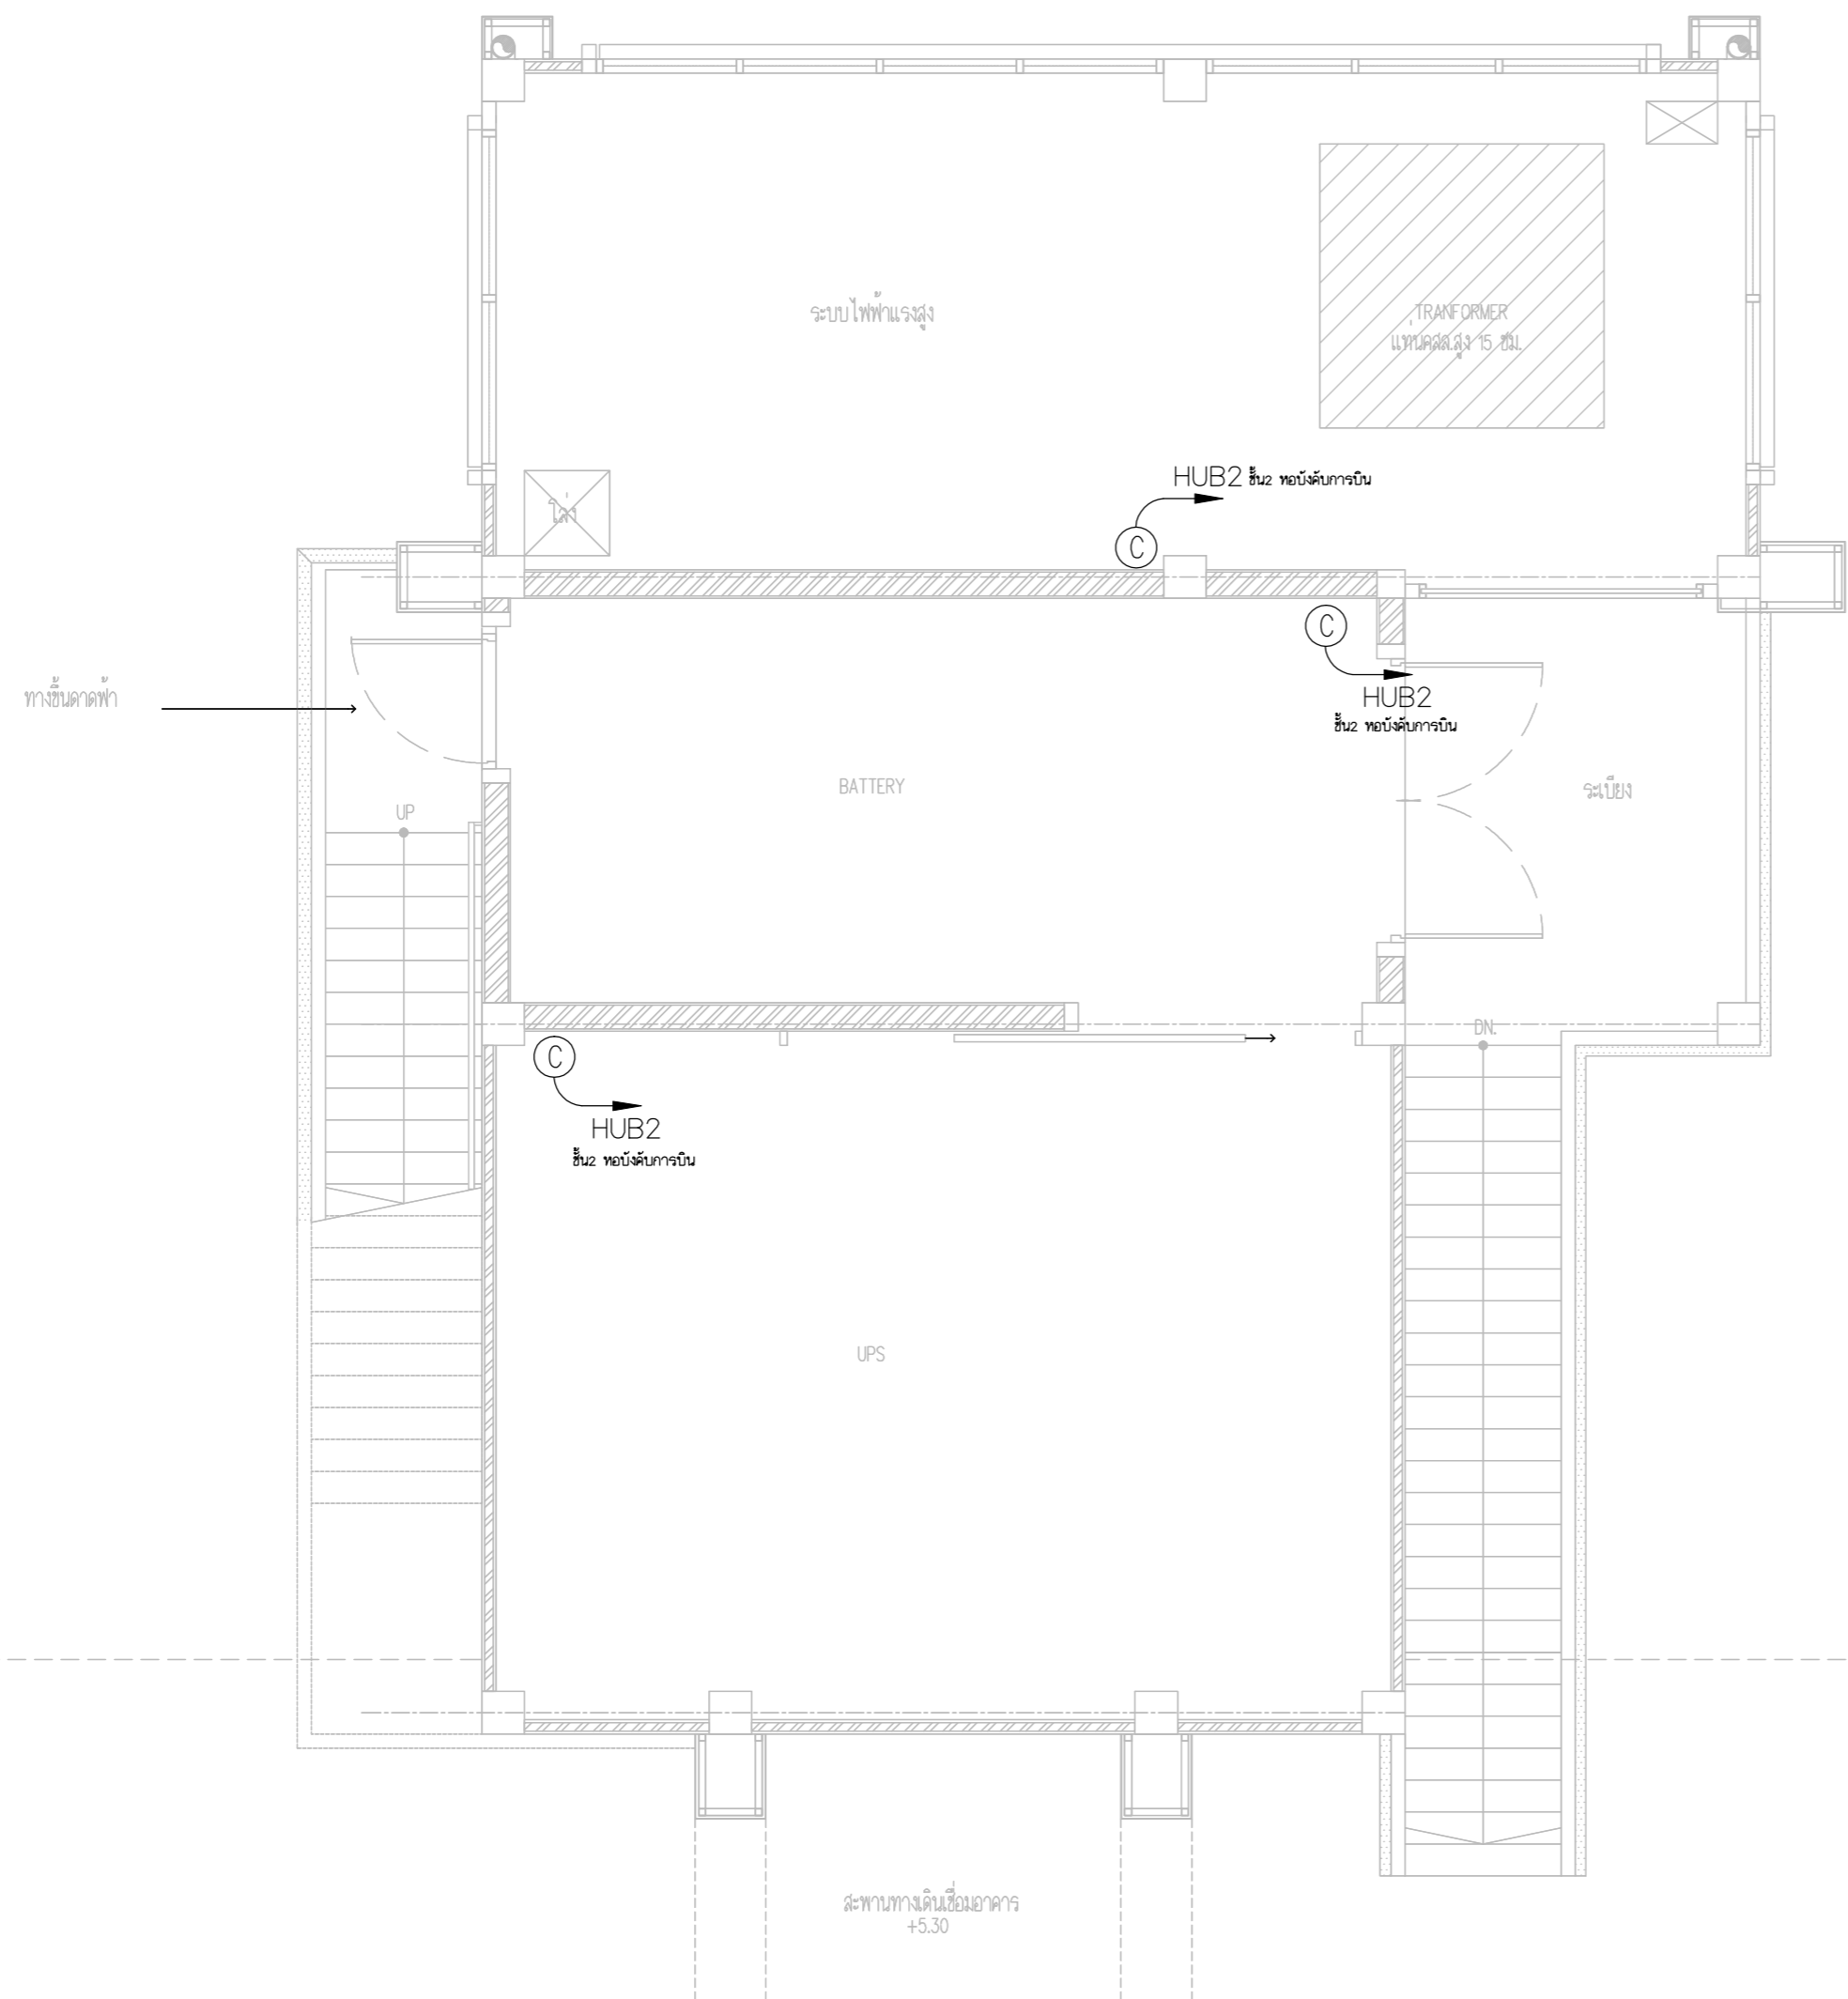 ระบบไฟฟ้าแรงสูง
TRANFORMER
แท่นคสล.สูง 15 ซม.
HUB2 ชั้น2 หอบังคับการบิน
โล่ง
C
C
HUB2
ชั้น2 หอบังคับการบิน
ทางขึ้นดาดฟ้า
BATTERY
ระเบียง
UP
DN.
C
HUB2
ชั้น2 หอบังคับการบิน
UPS
สะพานทางเดินเชื่อมอาคาร
+5.30